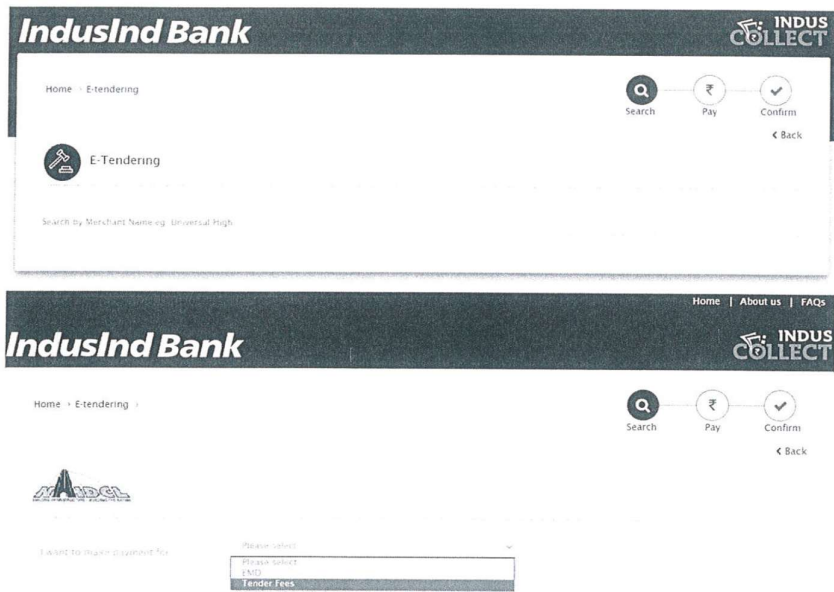 IndusInd Bank
INDUS
COLLECT
Home › E-tendering
Search
Pay
Confirm
< Back
E-Tendering
Search by Merchant Name eg. Universal High
Home | About us | FAQs
IndusInd Bank
INDUS
COLLECT
Home › E-tendering ›
Search
Pay
Confirm
< Back
I want to make payment for
Please select
Please select
EMD
Tender Fees